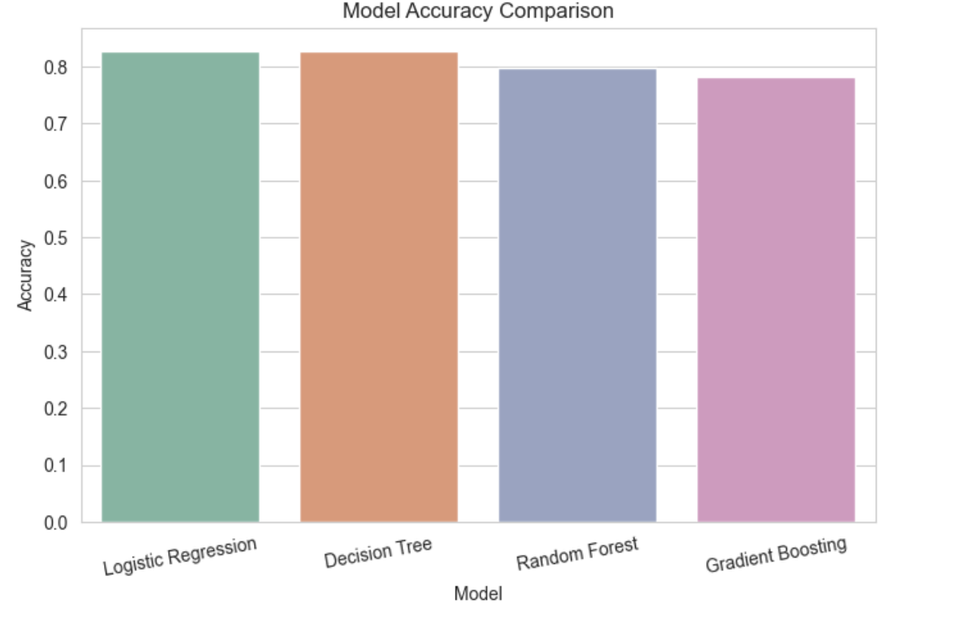 Model Accuracy Comparison
Accuracy
0.8
0.7
0.6
0.5
0.4
0.3
0.2
0.1
0.0
Logistic Regression
Decision Tree
Random Forest
Gradient Boosting
Model